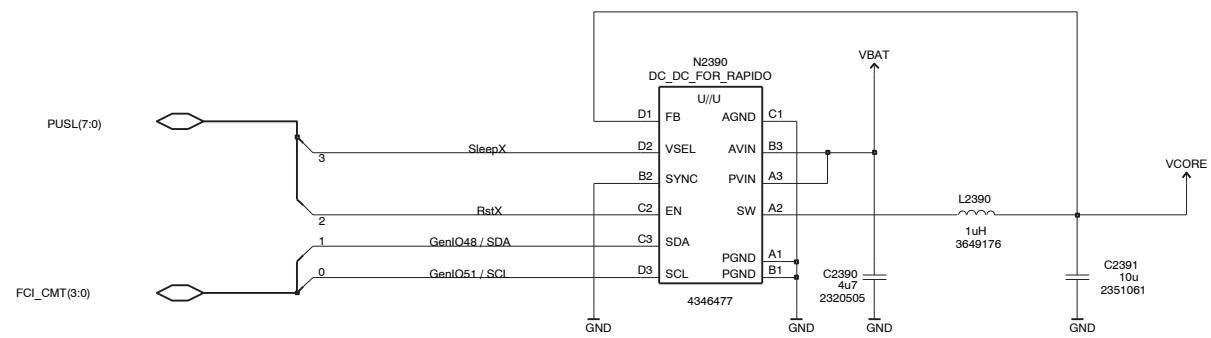 N2390
DC_DC_FOR_RAPIDO
U//U
VBAT
PUSL(7:0)
D1 FB AGND C1
3 SleepX D2 VSEL AVIN B3
B2 SYNC PVIN A3
VCORE
2 RstX C2 EN SW A2
L2390
1uH
3649176
1 GenIO48 / SDA C3 SDA
PGND A1
0 GenIO51 / SCL D3 SCL PGND B1
FCI_CMT(3:0)
4346477
C2390
4u7
2320505
C2391
10u
2351061
GND GND GND GND